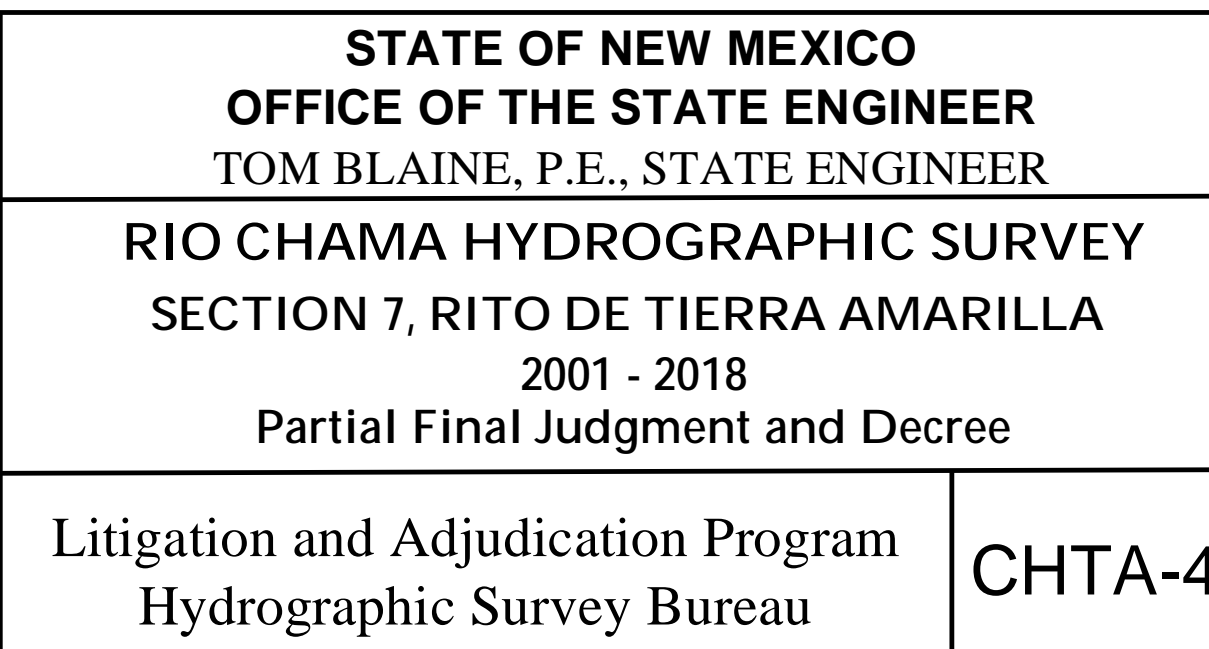 STATE OF NEW MEXICO
OFFICE OF THE STATE ENGINEER
TOM BLAINE, P.E., STATE ENGINEER
RIO CHAMA HYDROGRAPHIC SURVEY
SECTION 7, RITO DE TIERRA AMARILLA
2001 - 2018
Partial Final Judgment and Decree
Litigation and Adjudication Program
Hydrographic Survey Bureau
CHTA-4